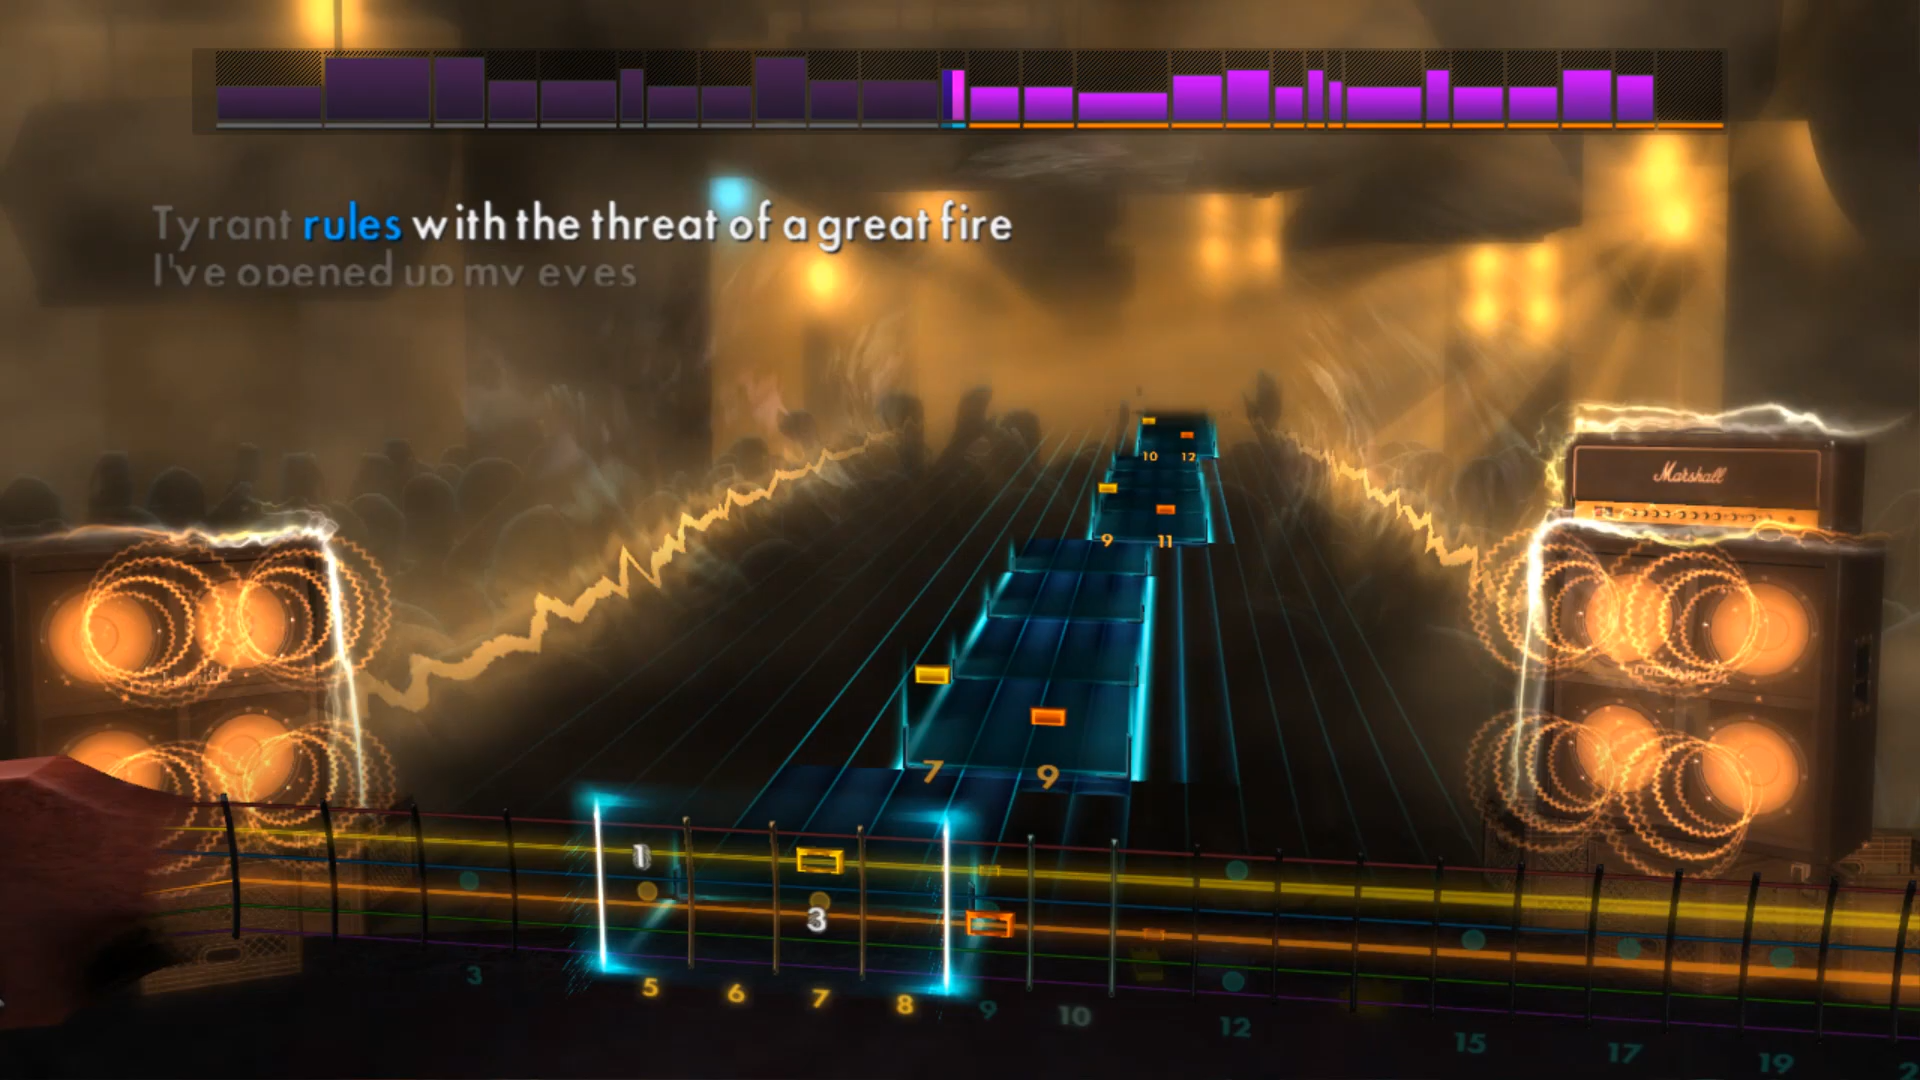 Tyrant rules with the threat of a great fire
I've opened up my eyes
10 12
Marshall
9 11
7 9
1
3
3 5 6 7 8 9 10 12 15 17 19